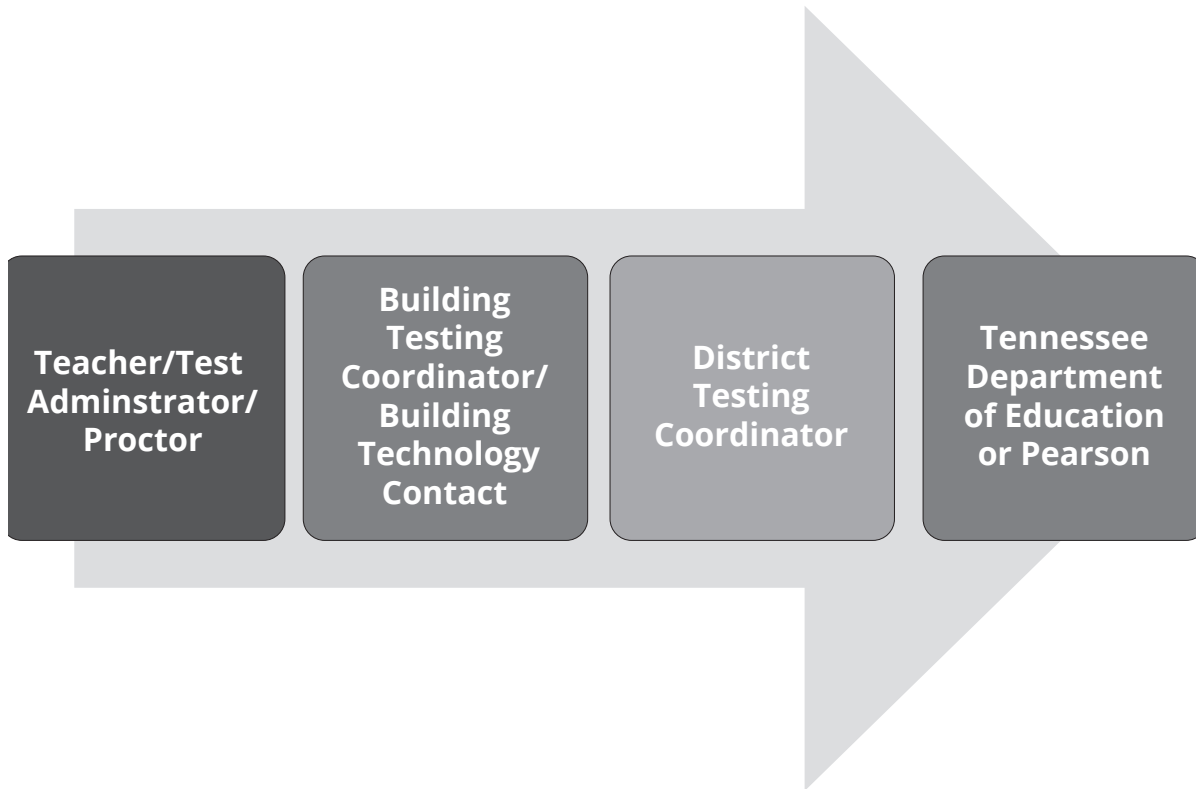 Teacher/Test
Adminstrator/
Proctor
Building
Testing
Coordinator/
Building
Technology
Contact
District
Testing
Coordinator
Tennessee
Department
of Education
or Pearson